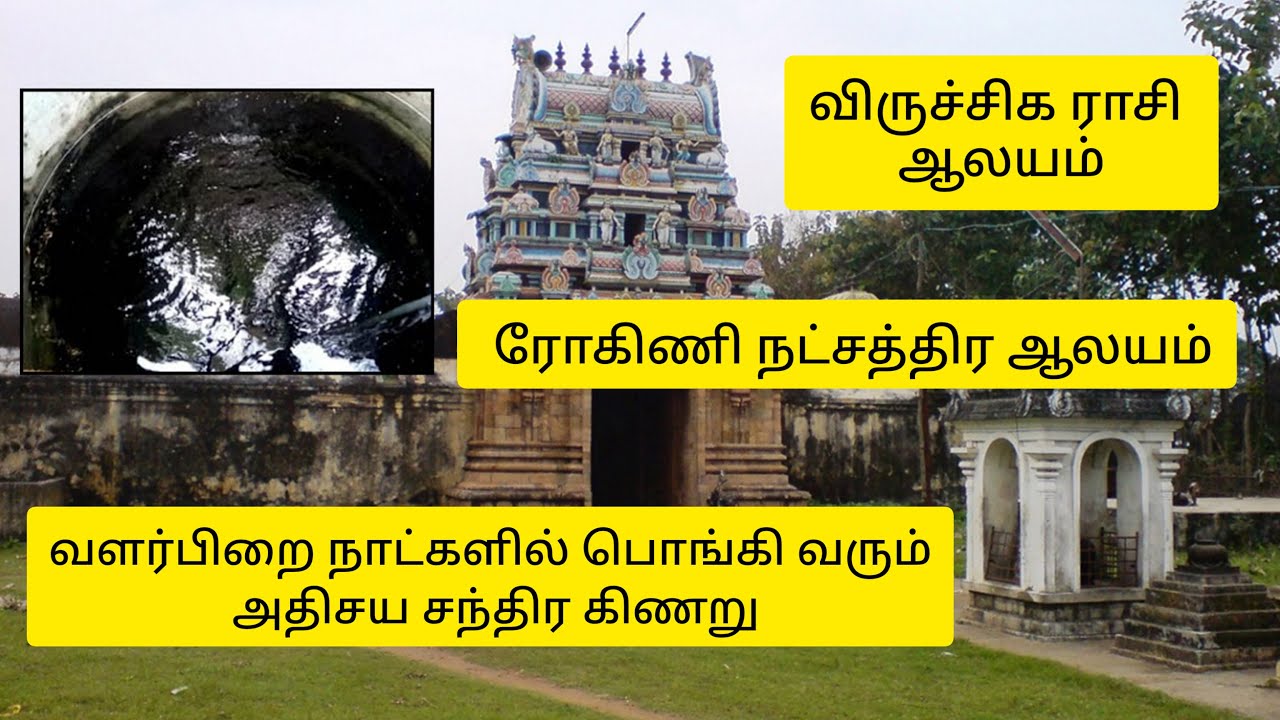 விருச்சிக ராசி
ஆலயம்
ரோகிணி நட்சத்திர ஆலயம்
வளர்பிறை நாட்களில் பொங்கி வரும்
அதிசய சந்திர கிணறு